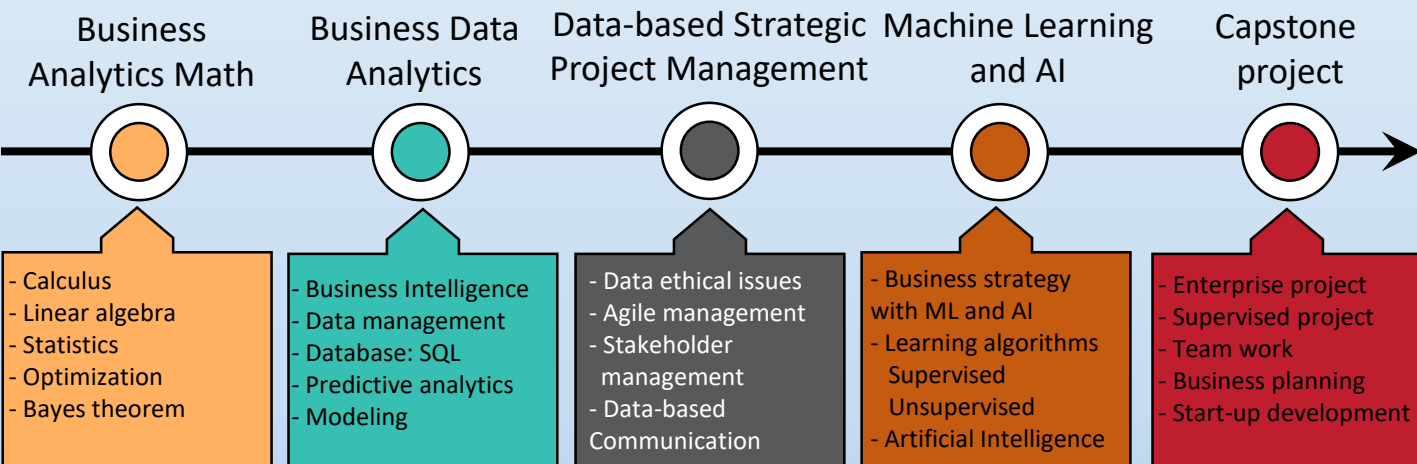 Business
Analytics Math
Business Data
Analytics
Data-based Strategic
Project Management
Machine Learning
and AI
Capstone
project
- Calculus
- Linear algebra
- Statistics
- Optimization
- Bayes theorem
- Business Intelligence
- Data management
- Database: SQL
- Predictive analytics
- Modeling
- Data ethical issues
- Agile management
- Stakeholder
management
- Data-based
Communication
- Business strategy
with ML and AI
- Learning algorithms
Supervised
Unsupervised
- Artificial Intelligence
- Enterprise project
- Supervised project
- Team work
- Business planning
- Start-up development